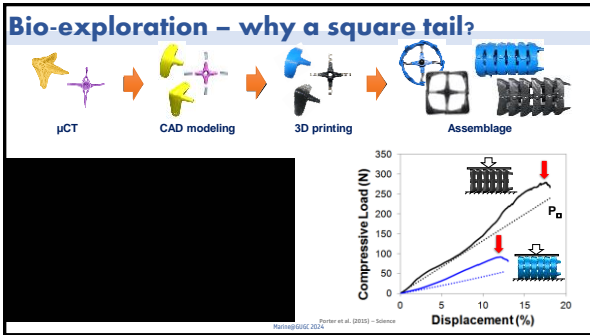 Bio-exploration – why a square tail?
µCT
CAD modeling
3D printing
Assemblage
Compressive Load (N)
350
300
250
200
150
100
50
0
P□
0
5
10
15
20
Displacement (%)
Porter et al. (2015) – Science
Marine@GUGC 2024